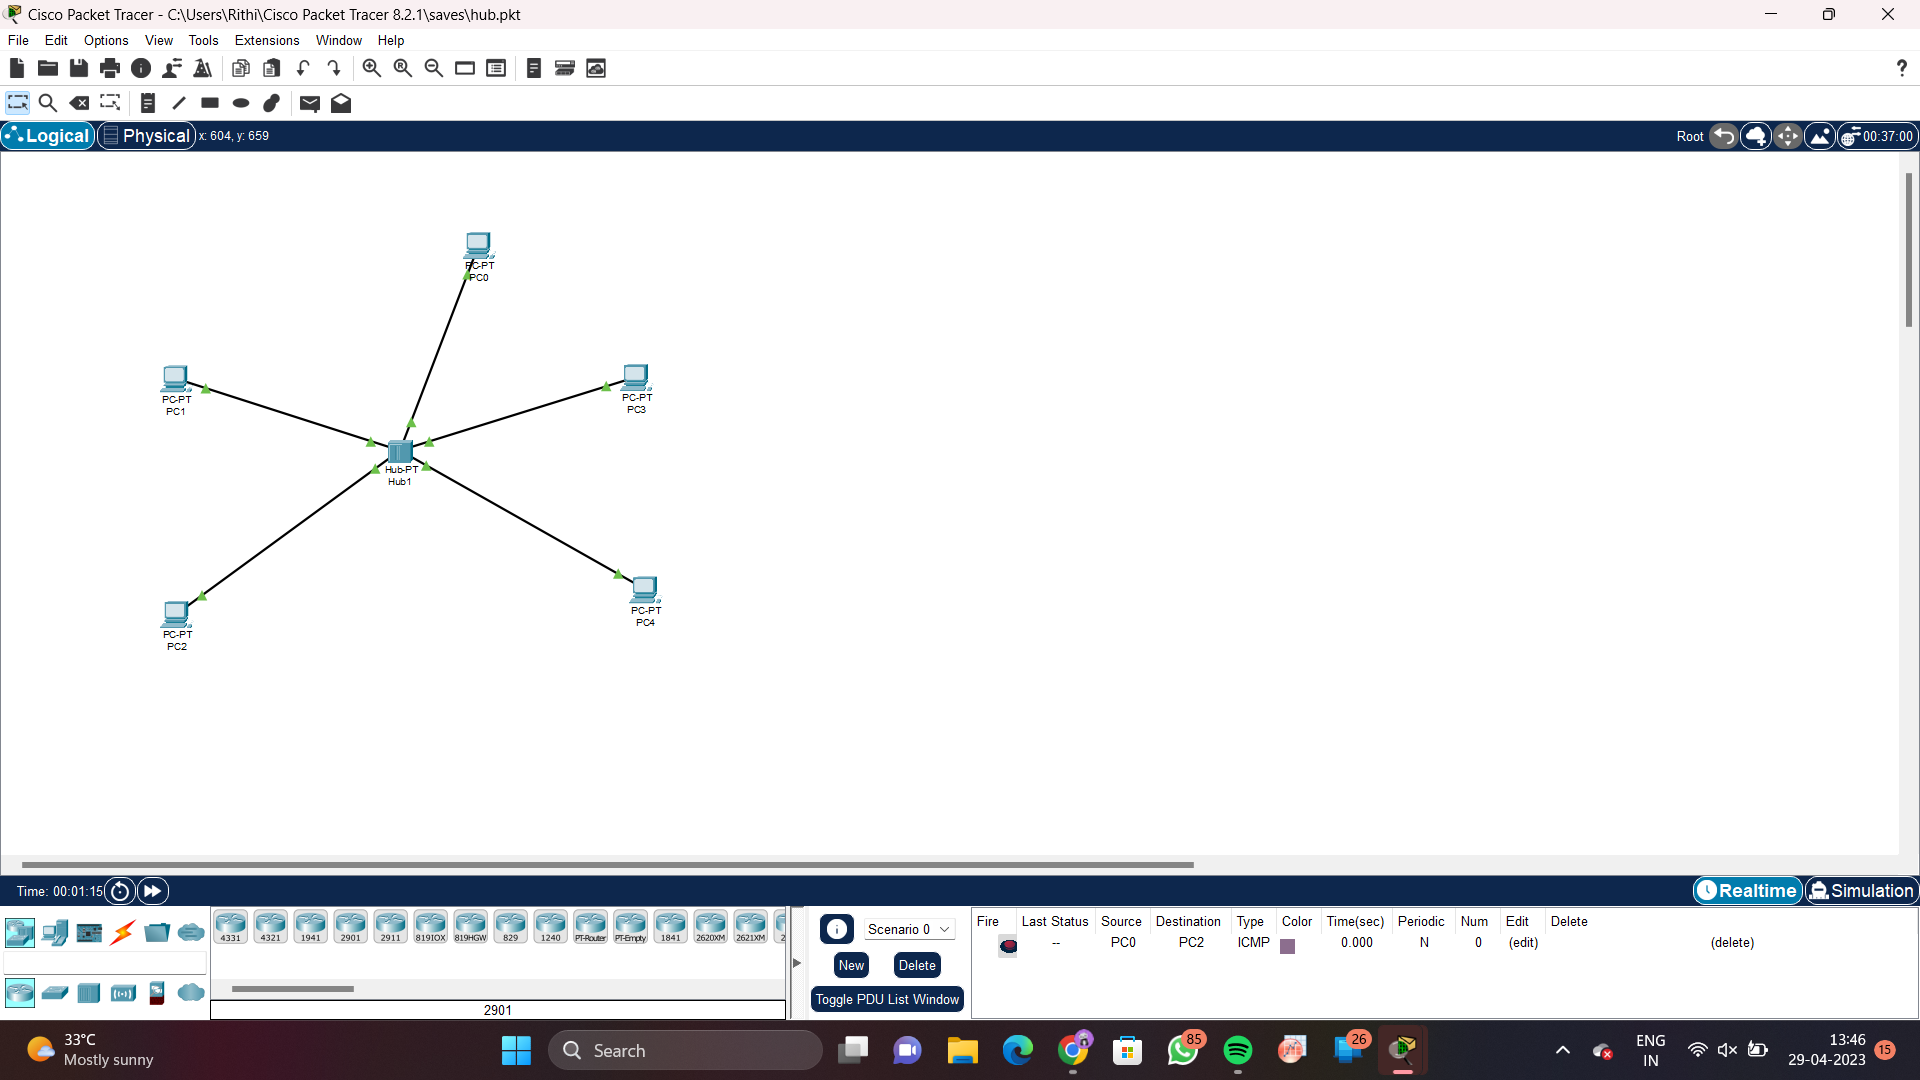 Cisco Packet Tracer - C:\Users\Rithi\Cisco Packet Tracer 8.2.1\saves\hub.pkt
File Edit Options View Tools Extensions Window Help
?
Logical Physical x: 604, y: 659 Root 00:37:00
PC-PT
PC0
PC-PT
PC1
PC-PT
PC3
Hub-PT
Hub1
PC-PT
PC4
PC-PT
PC2
Time: 00:01:15 Realtime Simulation
4331 4321 1941 2901 2911 819IOX 819HGW 829 1240 PT-Router PT-Empty 1841 2620XM 2621XM 2
2901
Scenario 0
New Delete
Toggle PDU List Window
Fire Last Status Source Destination Type Color Time(sec) Periodic Num Edit Delete
-- PC0 PC2 ICMP 0.000 N 0 (edit) (delete)
33°C
Mostly sunny
Search
85
26
ENG
IN
13:46
29-04-2023
15